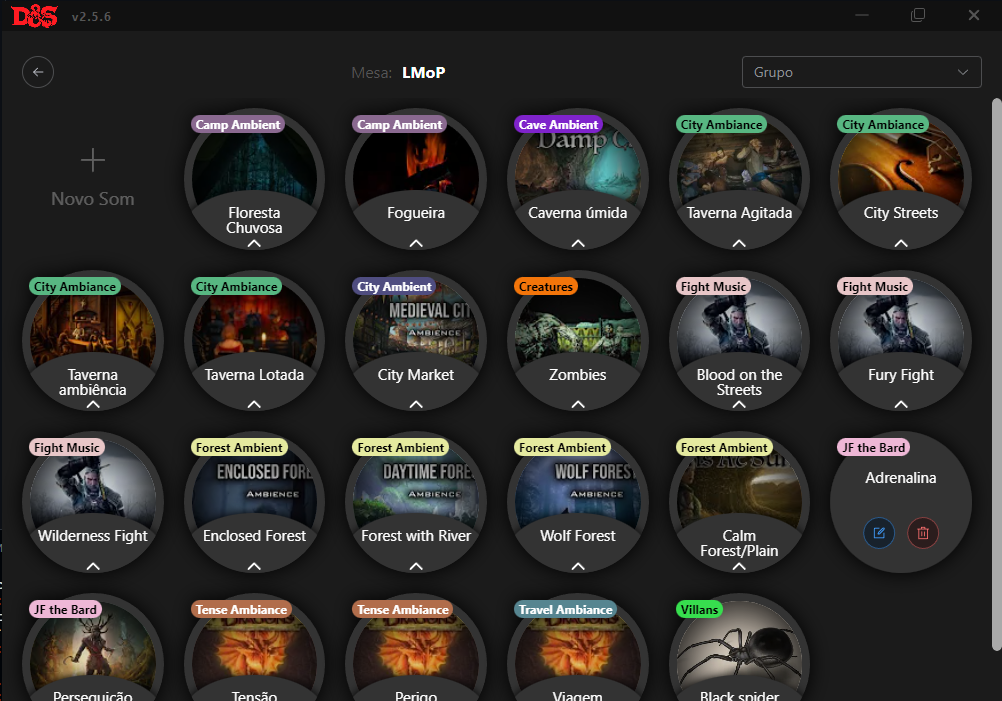 D&S v2.5.6
Mesa: LMoP
Grupo
Novo Som
Camp Ambient
Floresta
Chuvosa
Camp Ambient
Fogueira
Cave Ambient
Damp C
Caverna úmida
City Ambiance
Taverna Agitada
City Ambiance
City Streets
City Ambiance
Taverna
ambiência
City Ambiance
Taverna Lotada
City Ambient
MEDIEVAL CIT
AMBIENCE
City Market
Creatures
Zombies
Fight Music
Blood on the
Streets
Fight Music
Fury Fight
Fight Music
Wilderness Fight
Forest Ambient
ENCLOSED FORE
AMBIENCE
Enclosed Forest
Forest Ambient
DAYTIME FORE
AMBIENCE
Forest with River
Forest Ambient
WOLF FOREST
AMBIENCE
Wolf Forest
Forest Ambient
Calm
Forest/Plain
JF the Bard
Adrenalina
JF the Bard
Perseguição
Tense Ambiance
Tensão
Tense Ambiance
Perigo
Travel Ambiance
Viagem
Villans
Black spider